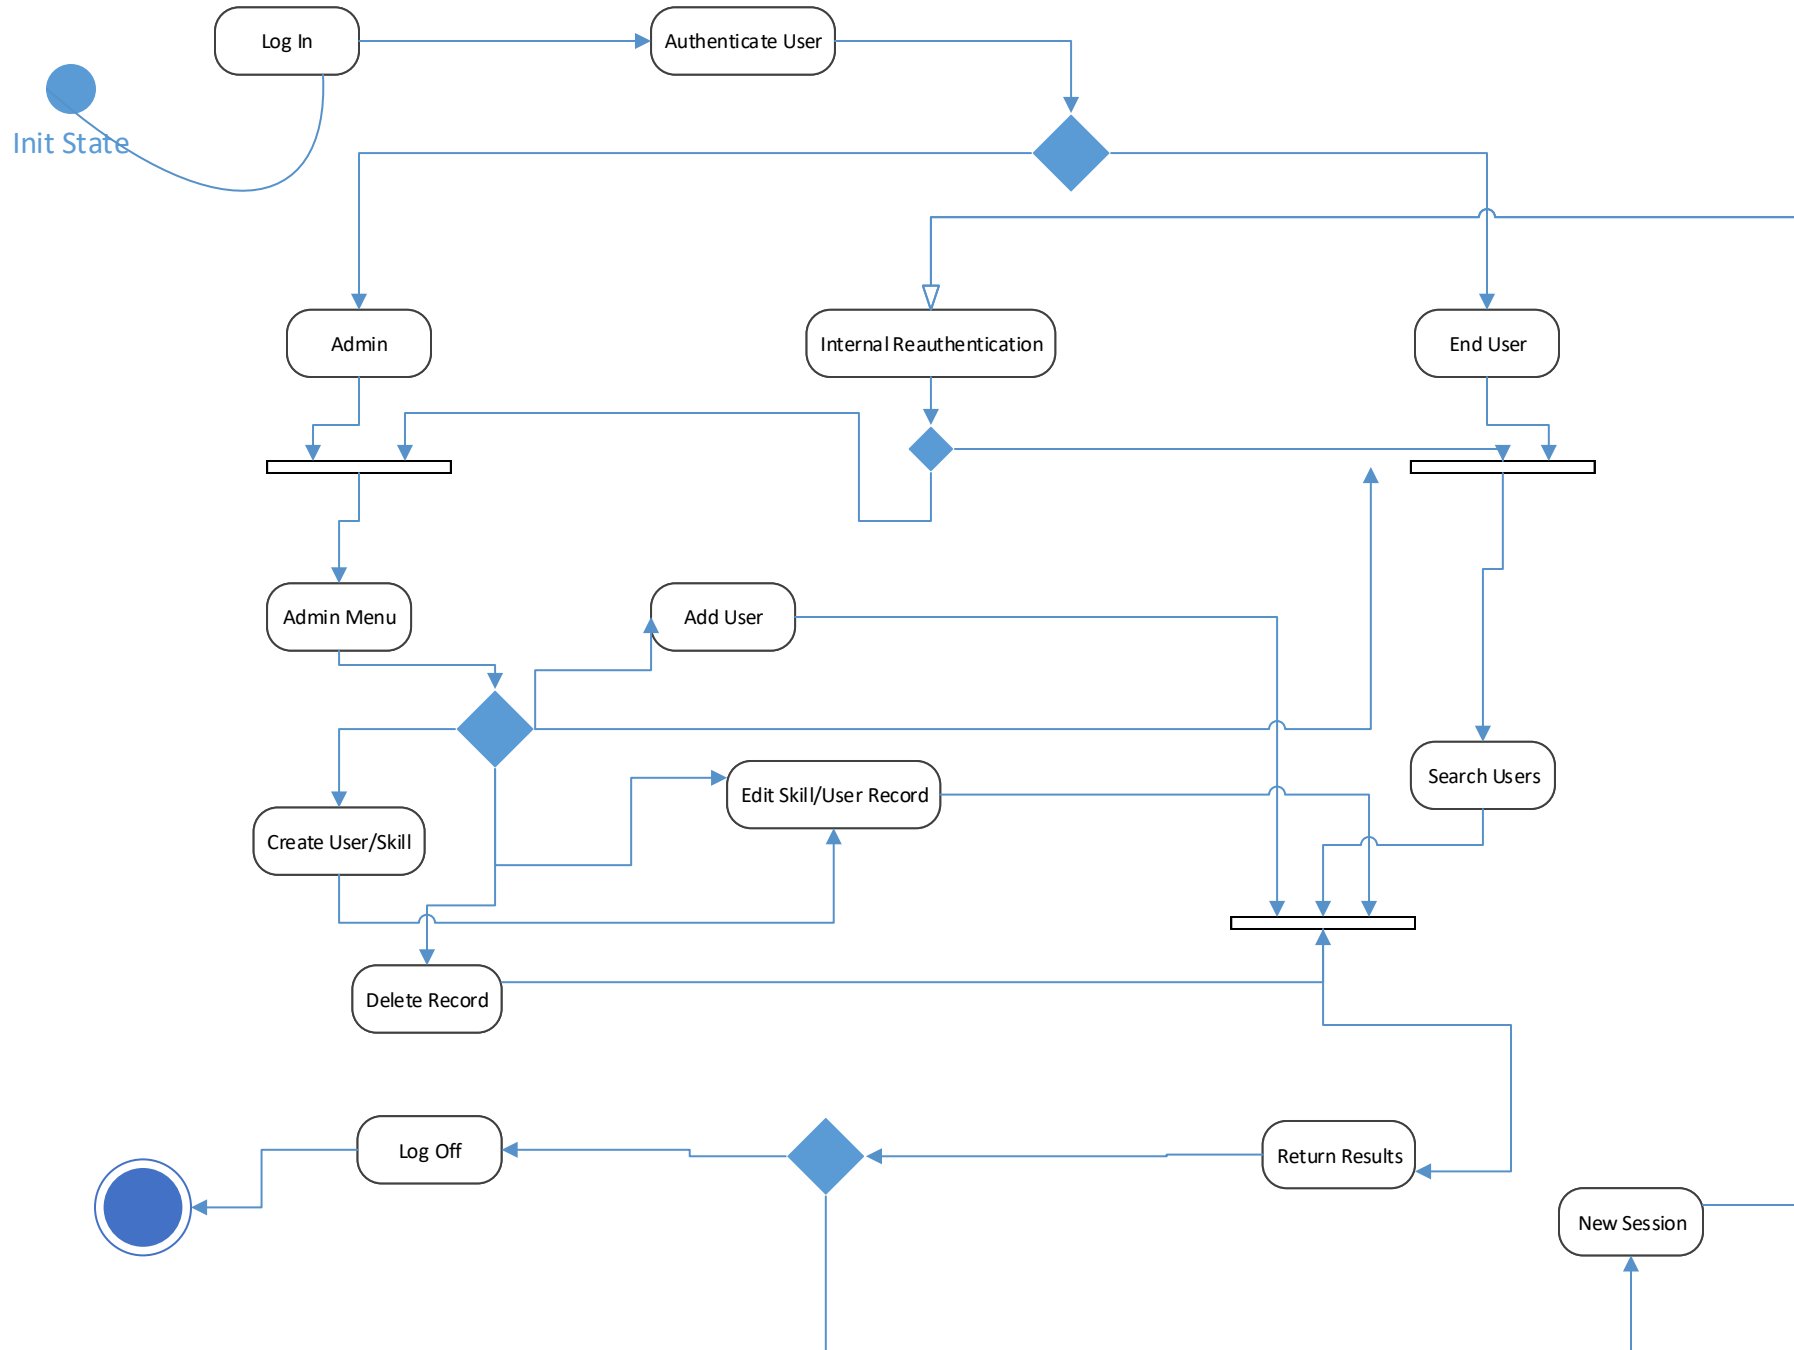 Log In
Authenticate User
Init State
Admin
Internal Reauthentication
End User
Admin Menu
Add User
Search Users
Edit Skill/User Record
Create User/Skill
Delete Record
Log Off
Return Results
New Session